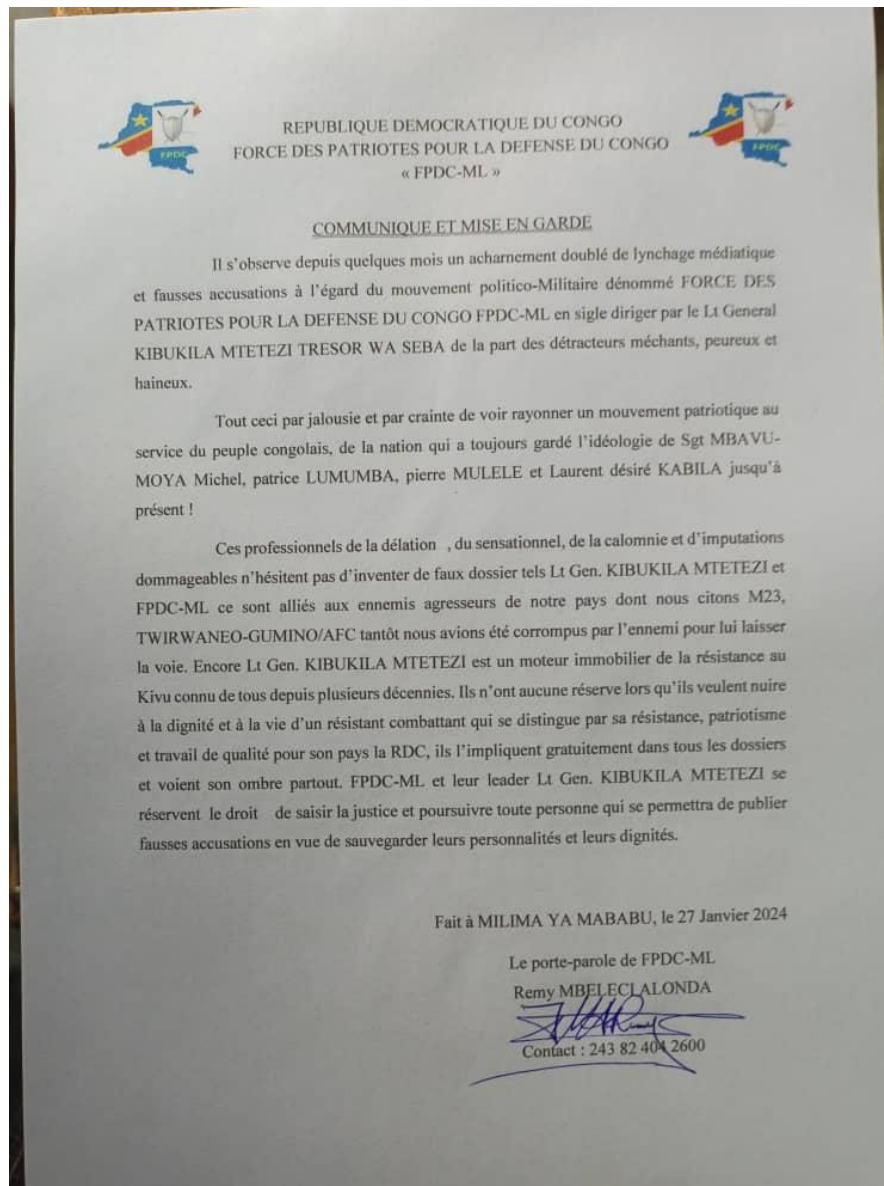 FPDC
FPDC
REPUBLIQUE DEMOCRATIQUE DU CONGO
FORCE DES PATRIOTES POUR LA DEFENSE DU CONGO
« FPDC-ML »
COMMUNIQUE ET MISE EN GARDE
Il s’observe depuis quelques mois un acharnement doublé de lynchage médiatique
et fausses accusations à l’égard du mouvement politico-Militaire dénommé FORCE DES
PATRIOTES POUR LA DEFENSE DU CONGO FPDC-ML en sigle diriger par le Lt General
KIBUKILA MTETEZI TRESOR WA SEBA de la part des détracteurs méchants, peureux et
haineux.
Tout ceci par jalousie et par crainte de voir rayonner un mouvement patriotique au
service du peuple congolais, de la nation qui a toujours gardé l’idéologie de Sgt MBAVU-
MOYA Michel, patrice LUMUMBA, pierre MULELE et Laurent désiré KABILA jusqu’à
présent !
Ces professionnels de la délation , du sensationnel, de la calomnie et d’imputations
dommageables n’hésitent pas d’inventer de faux dossier tels Lt Gen. KIBUKILA MTETEZI et
FPDC-ML ce sont alliés aux ennemis agresseurs de notre pays dont nous citons M23,
TWIRWANEO-GUMINO/AFC tantôt nous avions été corrompus par l’ennemi pour lui laisser
la voie. Encore Lt Gen. KIBUKILA MTETEZI est un moteur immobilier de la résistance au
Kivu connu de tous depuis plusieurs décennies. Ils n’ont aucune réserve lors qu’ils veulent nuire
à la dignité et à la vie d’un résistant combattant qui se distingue par sa résistance, patriotisme
et travail de qualité pour son pays la RDC, ils l’impliquent gratuitement dans tous les dossiers
et voient son ombre partout. FPDC-ML et leur leader Lt Gen. KIBUKILA MTETEZI se
réservent le droit de saisir la justice et poursuivre toute personne qui se permettra de publier
fausses accusations en vue de sauvegarder leurs personnalités et leurs dignités.
Fait à MILIMA YA MABABU, le 27 Janvier 2024
Le porte-parole de FPDC-ML
Remy MBELECI ALONDA
Contact : 243 82 404 2600